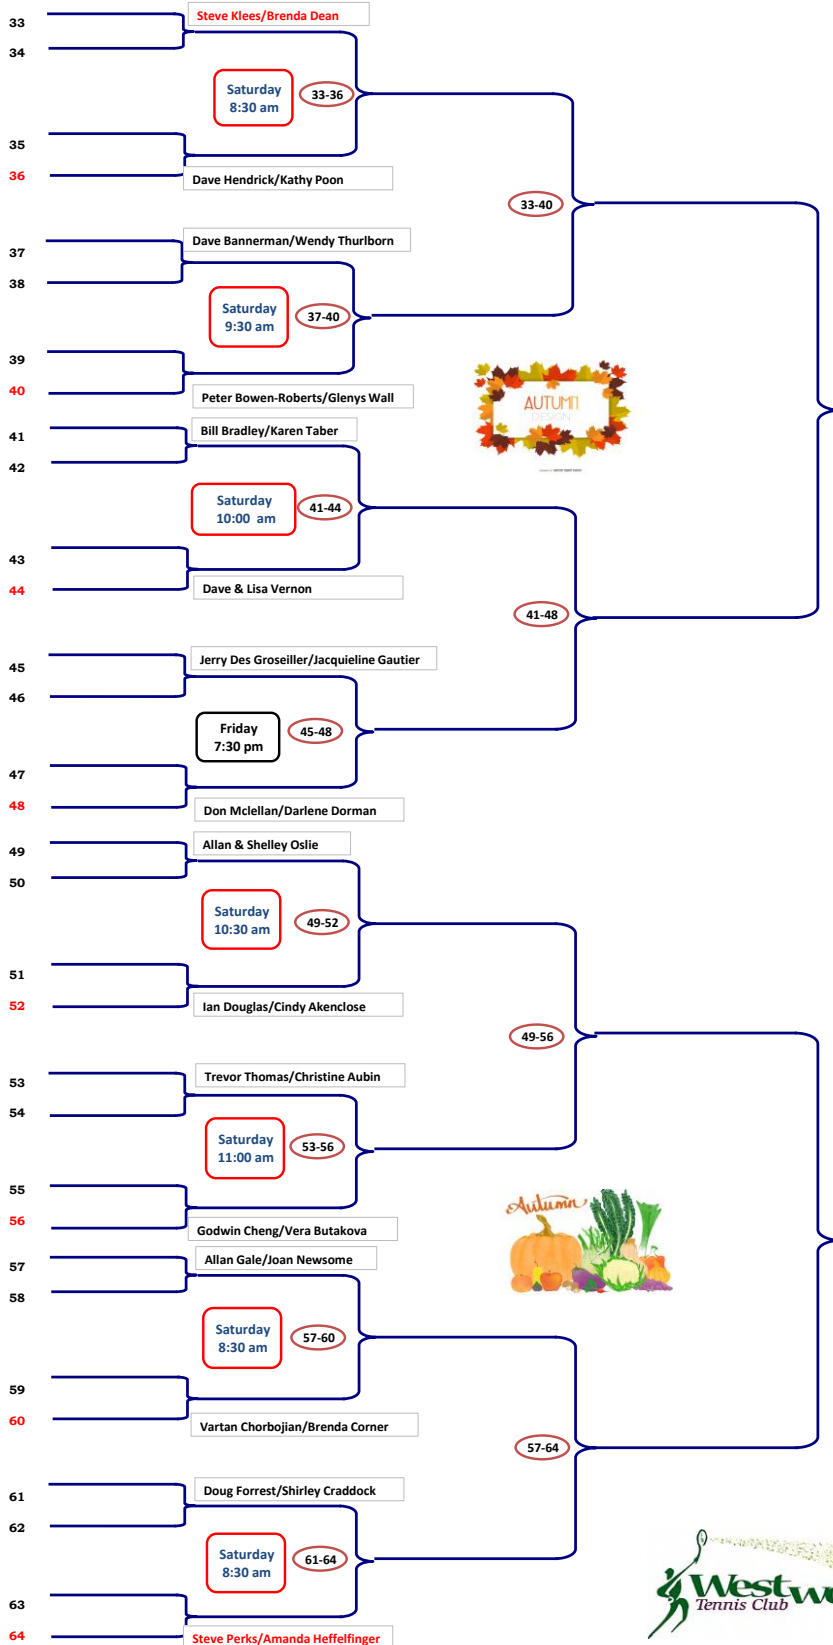 33
Steve Klees/Brenda Dean
34
Saturday
8:30 am
33-36
35
36
Dave Hendrick/Kathy Poon
33-40
37
Dave Bannerman/Wendy Thurlborn
38
Saturday
9:30 am
37-40
39
40
Peter Bowen-Roberts/Glenys Wall
AUTUMN
DESIGN
41
Bill Bradley/Karen Taber
42
Saturday
10:00 am
41-44
43
44
Dave & Lisa Vernon
41-48
45
Jerry Des Groseiller/Jacquieline Gautier
46
Friday
7:30 pm
45-48
47
48
Don Mclellan/Darlene Dorman
49
Allan & Shelley Oslie
50
Saturday
10:30 am
49-52
51
52
Ian Douglas/Cindy Akenclose
49-56
53
Trevor Thomas/Christine Aubin
54
Saturday
11:00 am
53-56
55
56
Godwin Cheng/Vera Butakova
Autumn
57
Allan Gale/Joan Newsome
58
Saturday
8:30 am
57-60
59
60
Vartan Chorbojian/Brenda Corner
57-64
61
Doug Forrest/Shirley Craddock
62
Saturday
8:30 am
61-64
63
64
Steve Perks/Amanda Heffelfinger
Westw
Tennis Club